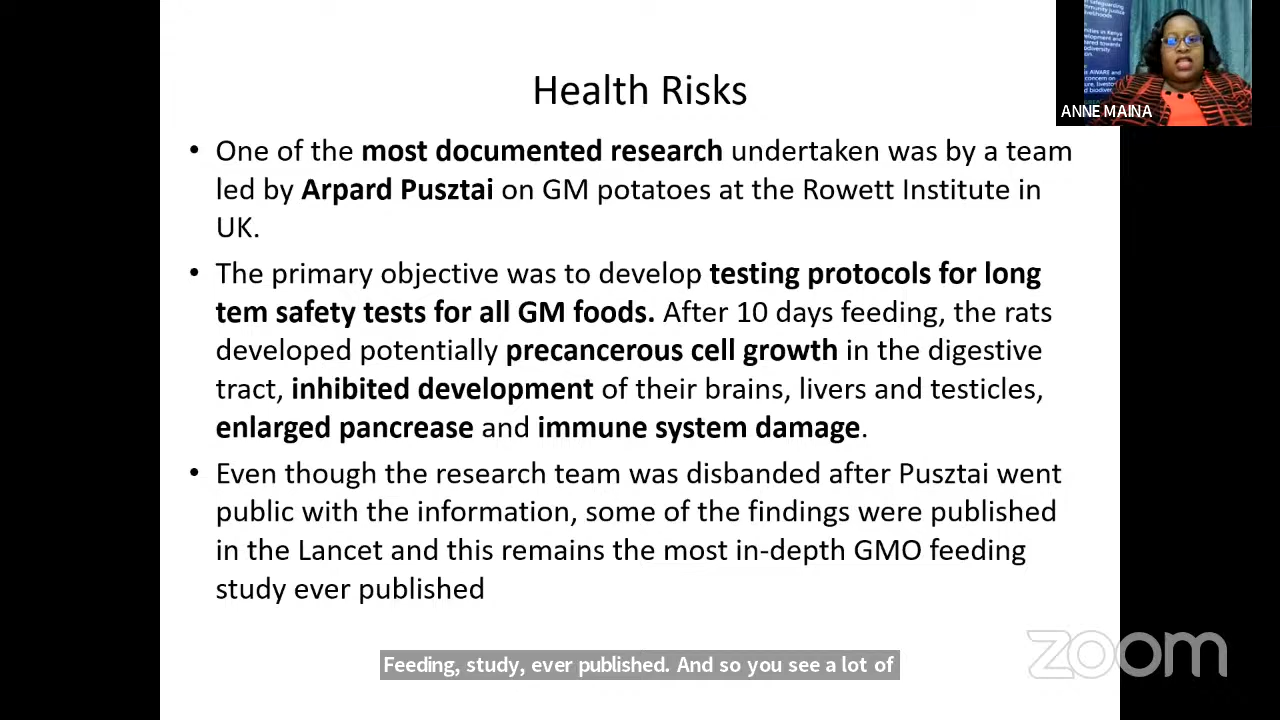 Health Risks
• One of the most documented research undertaken was by a team
led by Arpard Pusztai on GM potatoes at the Rowett Institute in
UK.
• The primary objective was to develop testing protocols for long
tem safety tests for all GM foods. After 10 days feeding, the rats
developed potentially precancerous cell growth in the digestive
tract, inhibited development of their brains, livers and testicles,
enlarged pancrease and immune system damage.
• Even though the research team was disbanded after Pusztai went
public with the information, some of the findings were published
in the Lancet and this remains the most in-depth GMO feeding
study ever published
Feeding, study, ever published. And so you see a lot of
safeguarding
AWARE and
concern on
ANNE MAINA
zoom